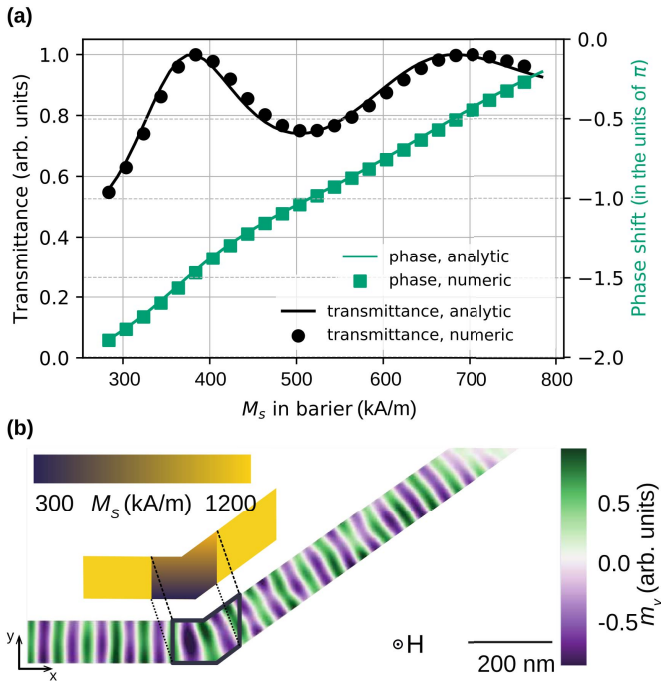 (a)
1.0
0.8
0.6
0.4
0.2
0.0
Transmittance (arb. units)
0.0
−0.5
−1.0
−1.5
−2.0
Phase shift (in the units of π)
phase, analytic
phase, numeric
transmittance, analytic
transmittance, numeric
300 400 500 600 700 800
Ms in barier (kA/m)
(b)
300 Ms (kA/m) 1200
y
x
⊙H
200 nm
0.5
0.0
-0.5
my (arb. units)